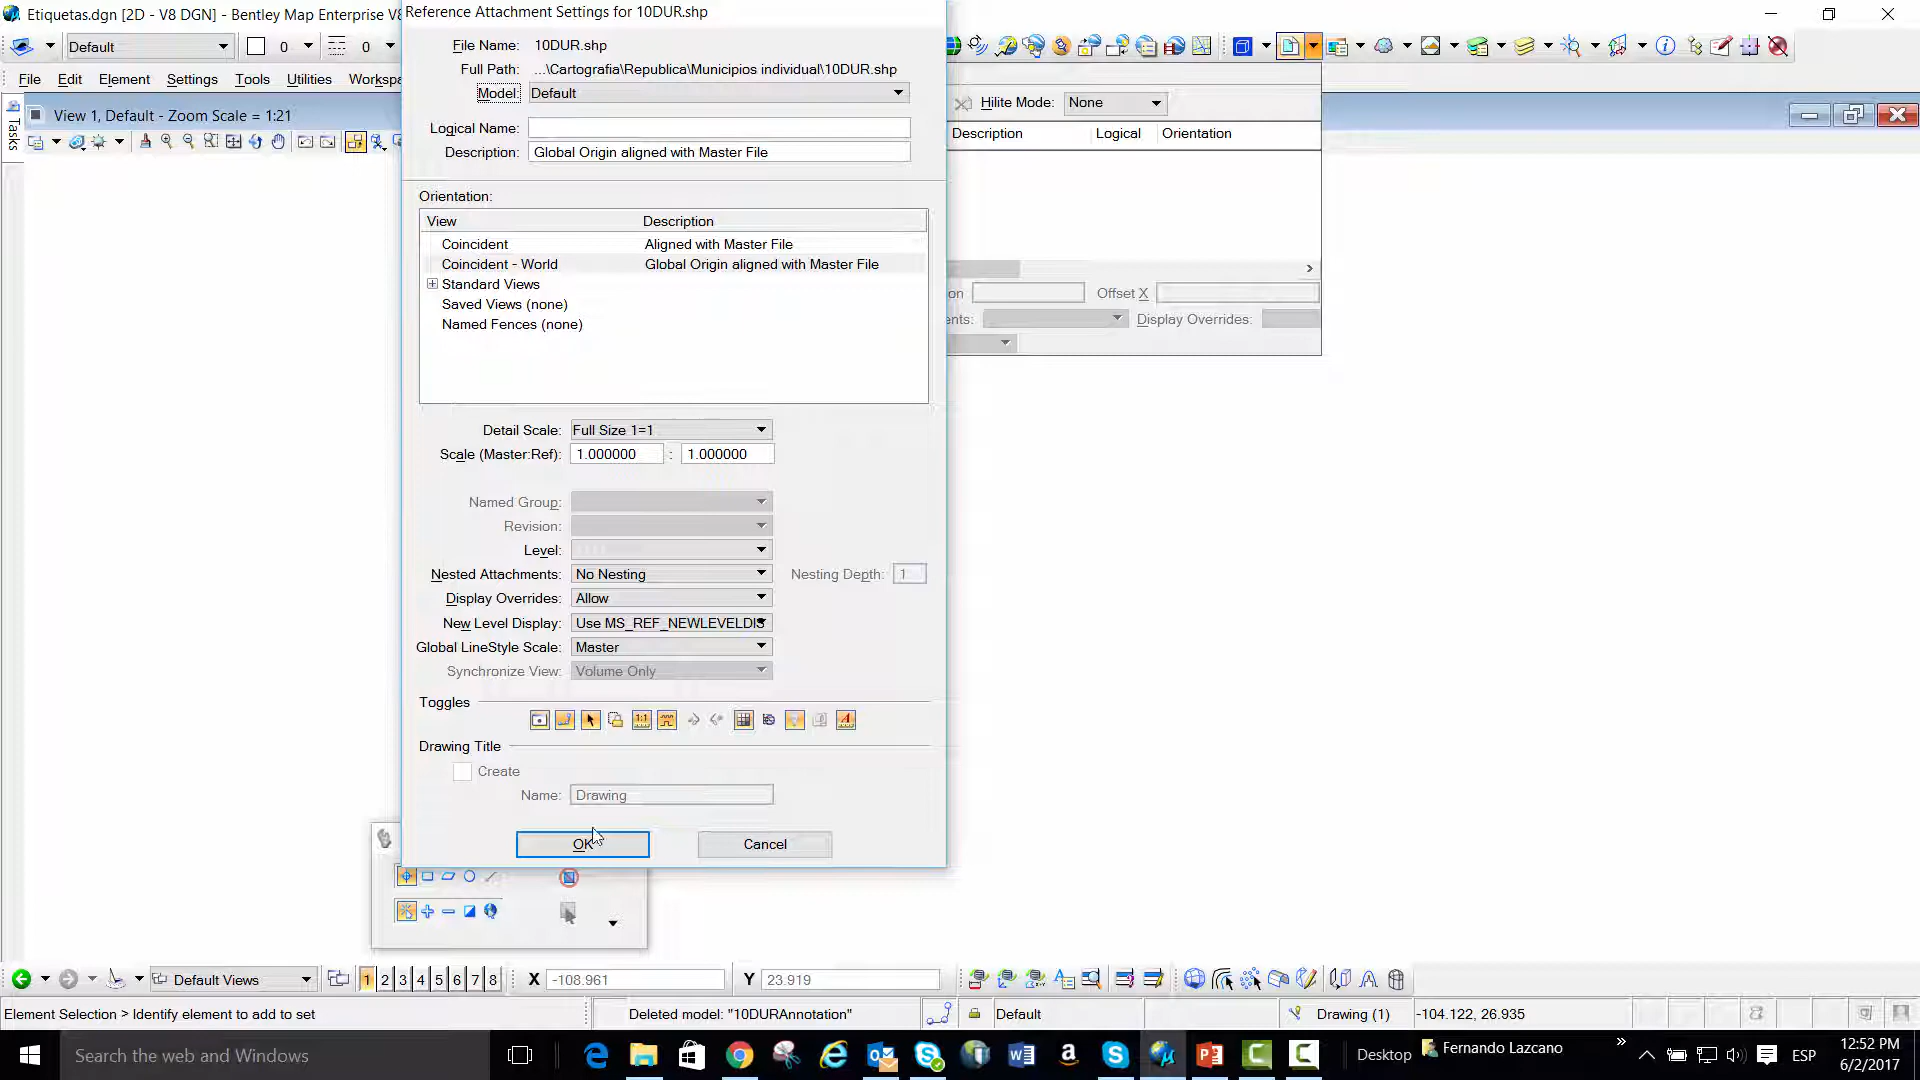 Etiquetas.dgn [2D - V8 DGN] - Bentley Map Enterprise V8
Reference Attachment Settings for 10DUR.shp
Default
0
0
File Edit Element Settings Tools Utilities Workspa
View 1, Default - Zoom Scale = 1:21
Tasks
File Name: 10DUR.shp
Full Path: ...\Cartografia\Republica\Municipios individual\10DUR.shp
Model: Default
Logical Name:
Description: Global Origin aligned with Master File
Orientation:
View Description
Coincident Aligned with Master File
Coincident - World Global Origin aligned with Master File
Standard Views
Saved Views (none)
Named Fences (none)
Detail Scale: Full Size 1=1
Scale (Master:Ref): 1.000000 : 1.000000
Named Group:
Revision:
Level:
Nested Attachments: No Nesting Nesting Depth: 1
Display Overrides: Allow
New Level Display: Use MS_REF_NEWLEVELDIS
Global LineStyle Scale: Master
Synchronize View: Volume Only
Toggles
1:1
Drawing Title
Create
Name: Drawing
OK Cancel
Hilite Mode: None
Description Logical Orientation
on Offset X
nts: Display Overrides:
Default Views 1 2 3 4 5 6 7 8 X -108.961 Y 23.919
Element Selection > Identify element to add to set Deleted model: "10DURAnnotation" Default Drawing (1) -104.122, 26.935
Search the web and Windows
Desktop Fernando Lazcano » ESP
12:52 PM
6/2/2017